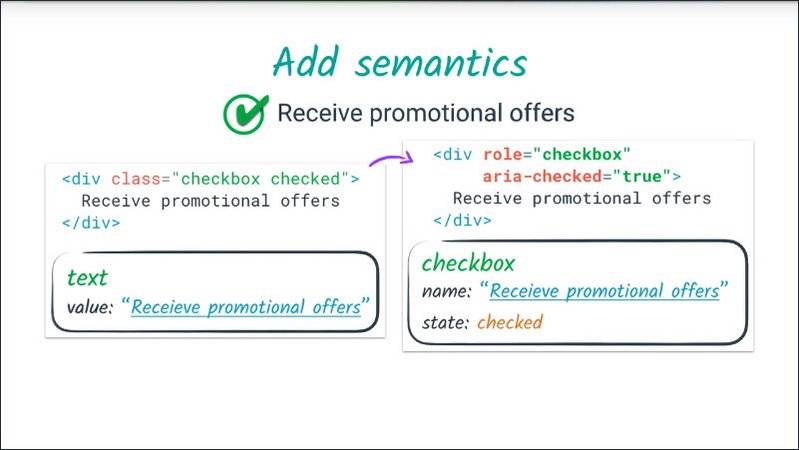 Add semantics
Receive promotional offers
<div class="checkbox checked">
Receive promotional offers
</div>
text
value: "Receieve promotional offers"
<div role="checkbox"
aria-checked="true">
Receive promotional offers
</div>
checkbox
name: "Receieve promotional offers"
state: checked